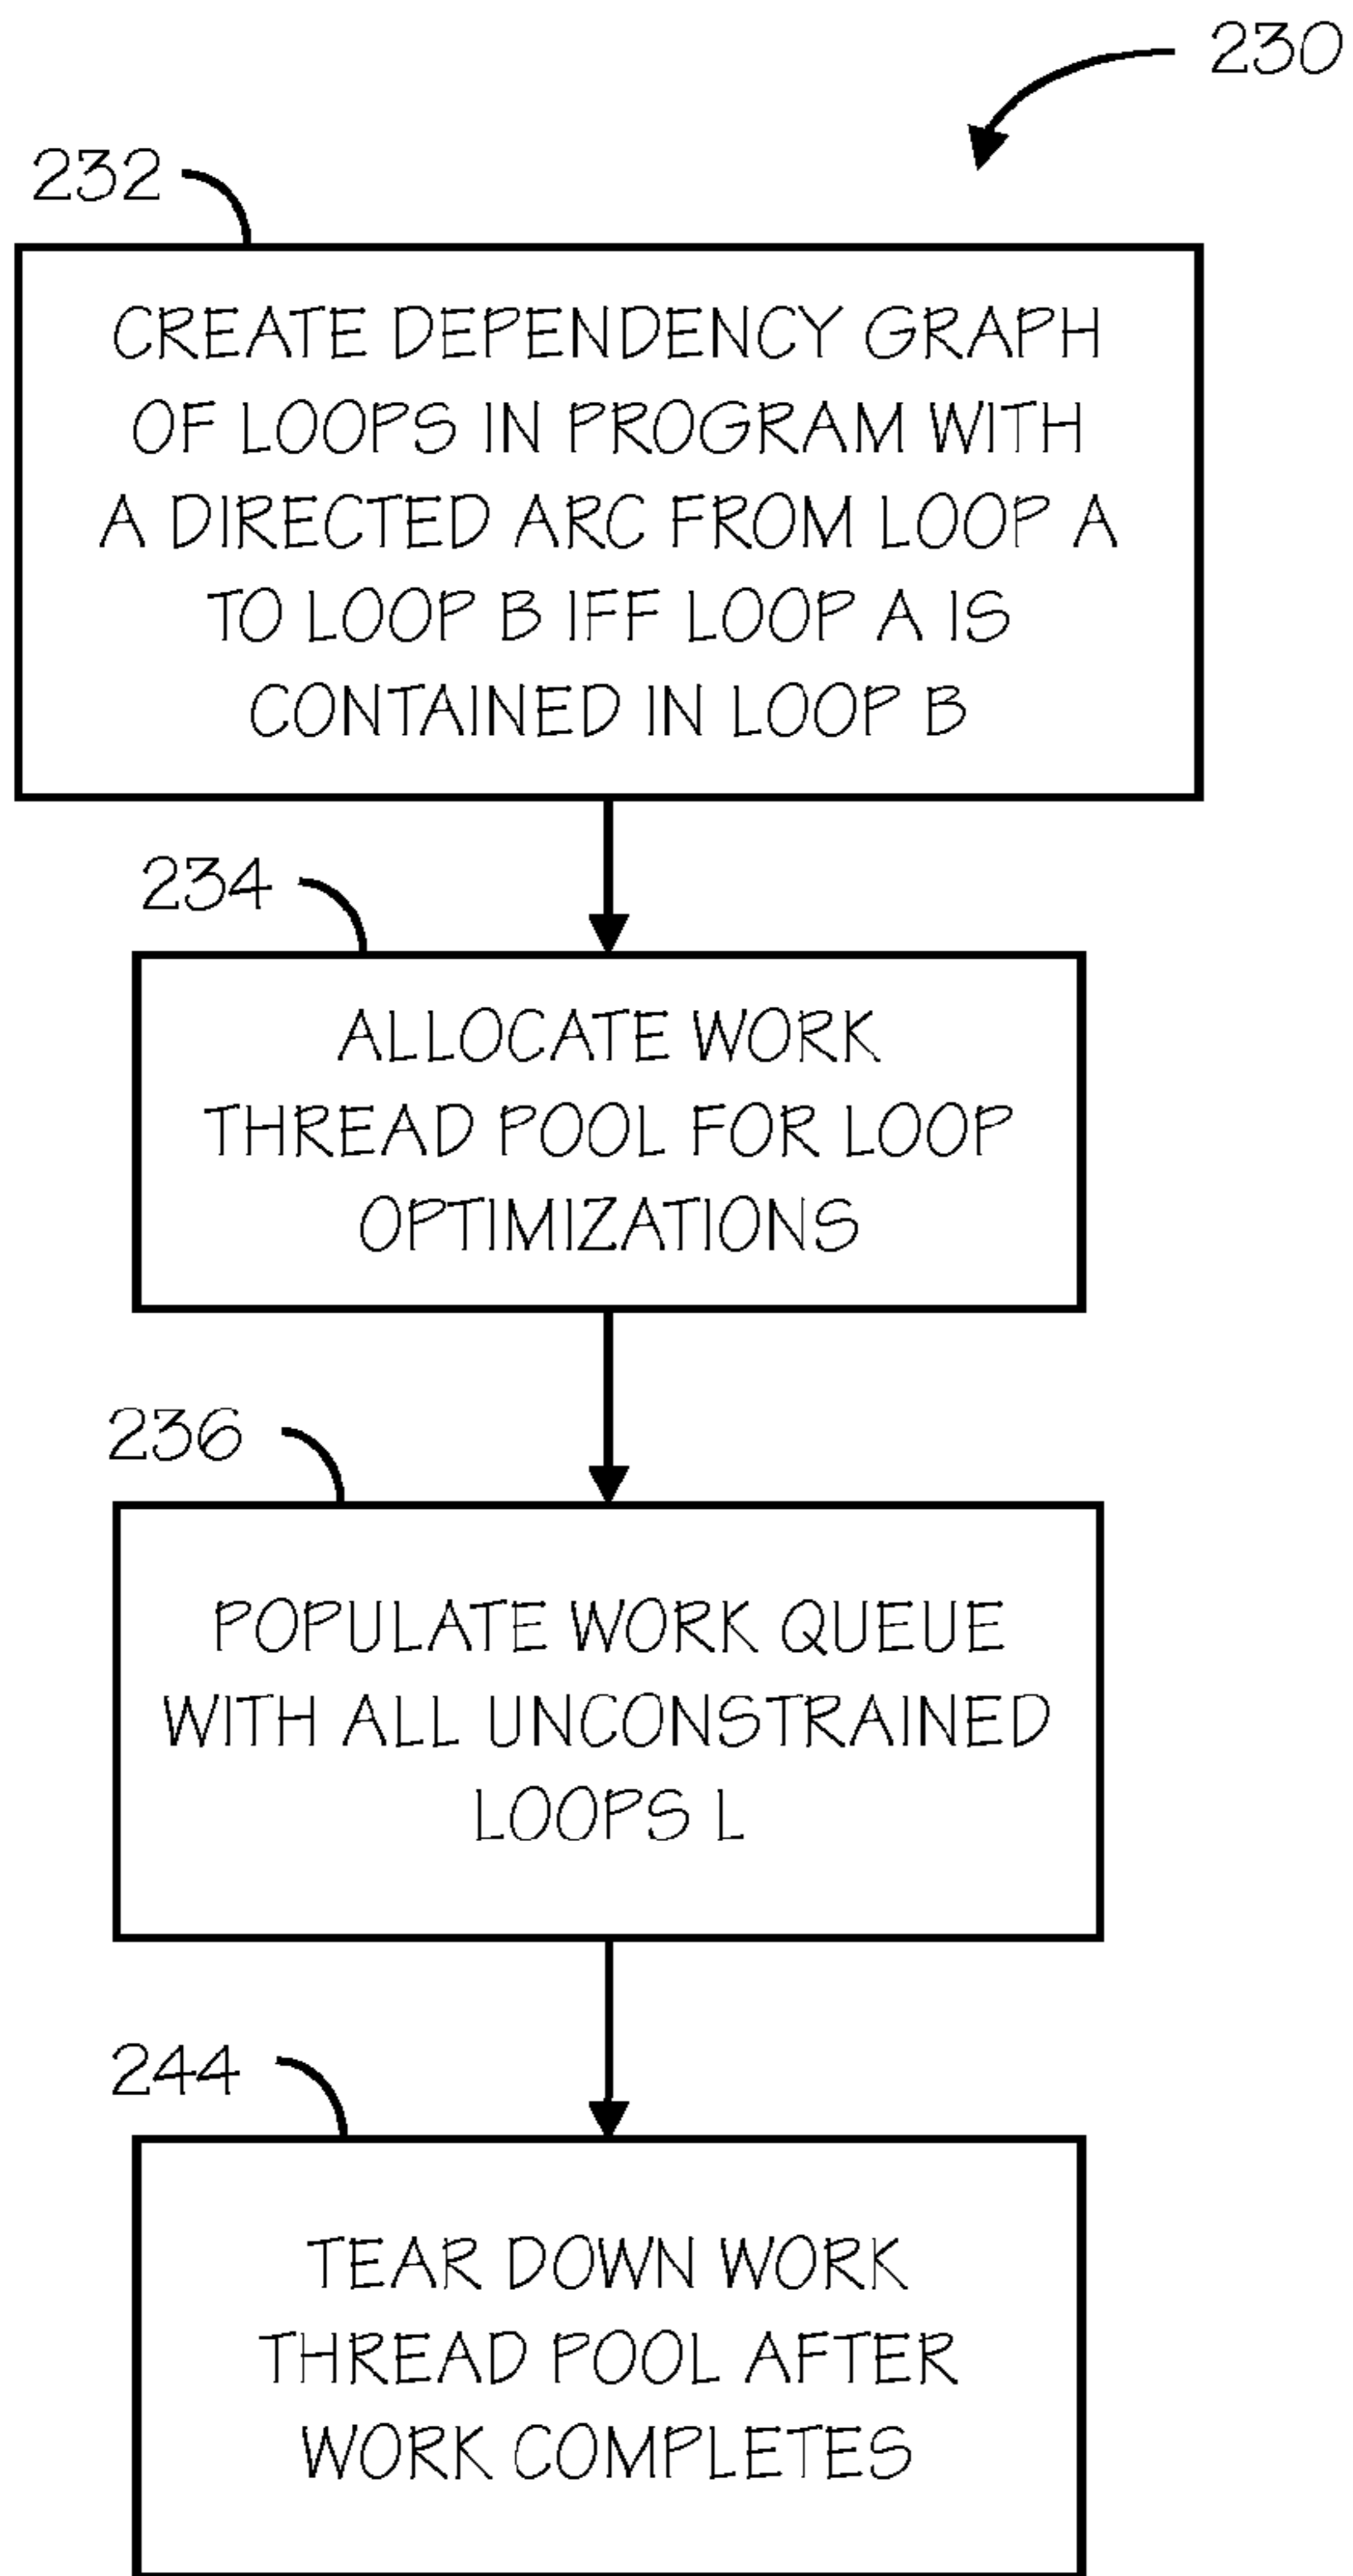 230
232
CREATE DEPENDENCY GRAPH
OF LOOPS IN PROGRAM WITH
A DIRECTED ARC FROM LOOP A
TO LOOP B IFF LOOP A IS
CONTAINED IN LOOP B
234
ALLOCATE WORK
THREAD POOL FOR LOOP
OPTIMIZATIONS
236
POPULATE WORK QUEUE
WITH ALL UNCONSTRAINED
LOOPS L
244
TEAR DOWN WORK
THREAD POOL AFTER
WORK COMPLETES